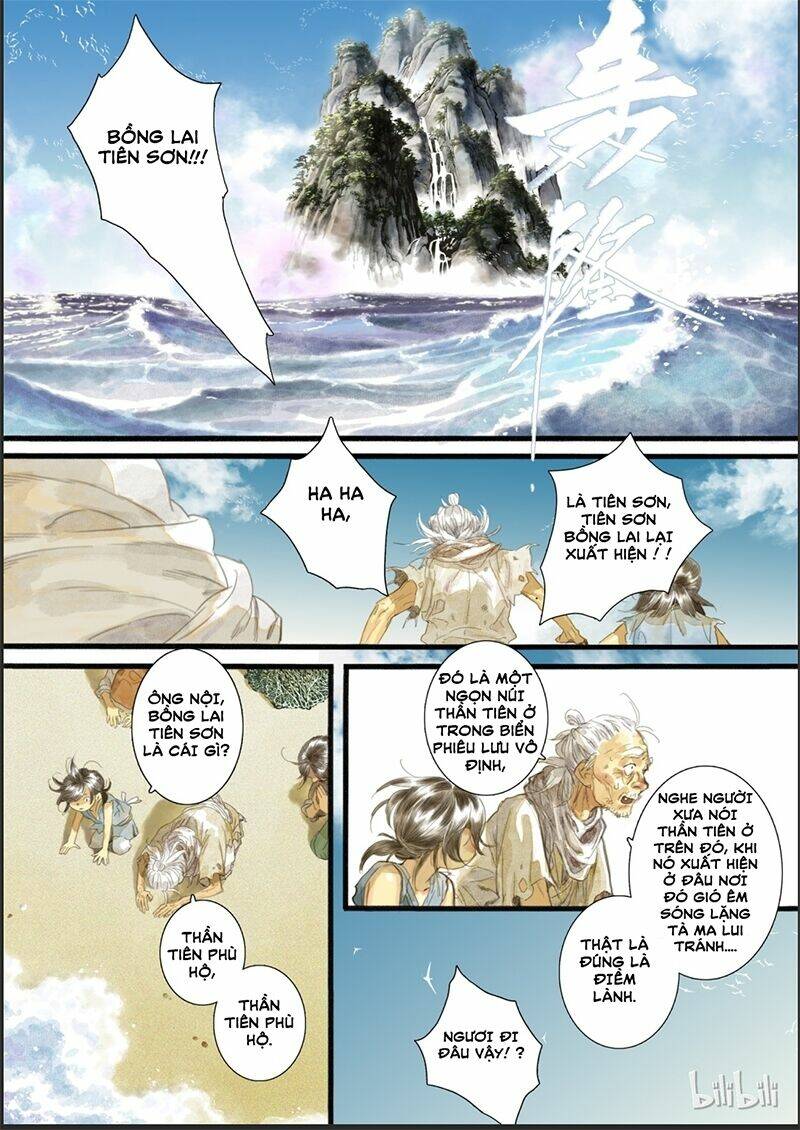 BỒNG LAI
TIÊN SƠN!!!
轰
隆
HA HA
HA,
LÀ TIÊN SƠN,
TIÊN SƠN
BỒNG LAI LẠI
XUẤT HIỆN ! !
ÔNG NỘI,
BỒNG LAI
TIÊN SƠN
LÀ CÁI GÌ?
THẦN
TIÊN PHÙ
HỘ,
THẦN
TIÊN PHÙ
HỘ.
ĐÓ LÀ MỘT
NGỌN NÚI
THẦN TIÊN Ở
TRONG BIỂN
PHIÊU LƯU VÔ
ĐỊNH,
NGHE NGƯỜI
XƯA NÓI
THẦN TIÊN Ở
TRÊN ĐÓ, KHI
NÓ XUẤT HIỆN
Ở ĐÂU NƠI
ĐÓ GIÓ ÊM
SÓNG LẶNG
TÀ MA LUI
TRÁNH....
THẬT LÀ
ĐÚNG LÀ
ĐIỀM
LÀNH.
NGƯƠI ĐI
ĐÂU VẬY! ?
bilibili